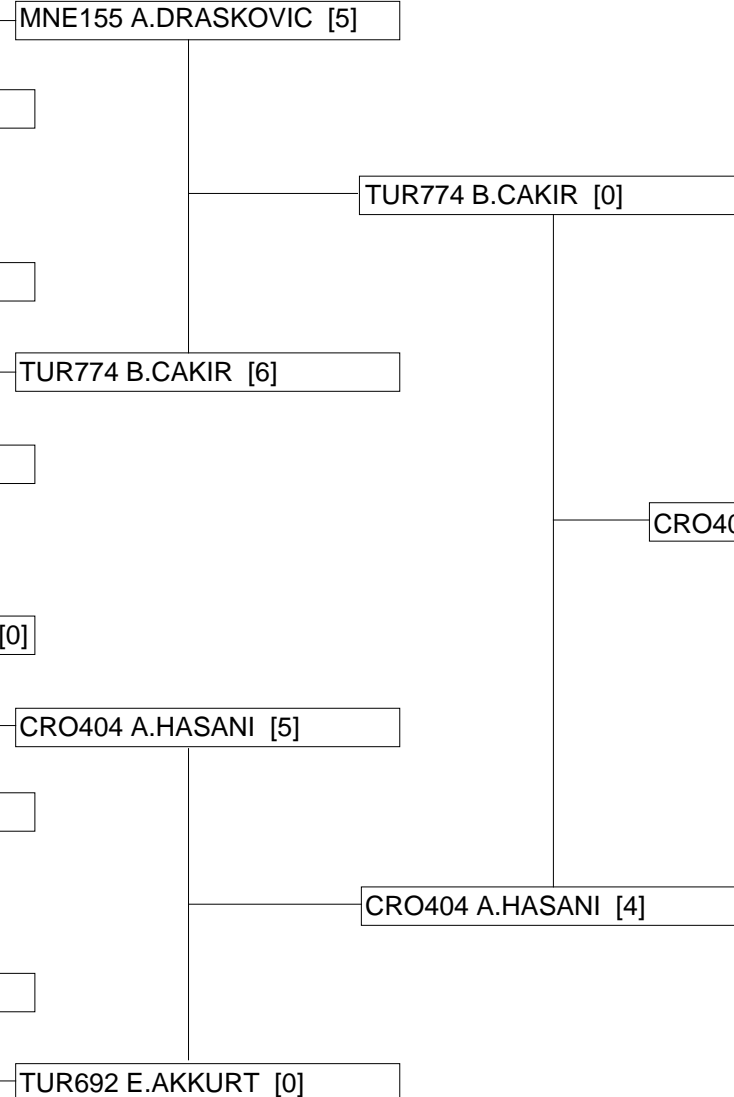 MNE155 A.DRASKOVIC [5]
TUR774 B.CAKIR [0]
TUR774 B.CAKIR [6]
CRO40
[0]
CRO404 A.HASANI [5]
CRO404 A.HASANI [4]
TUR692 E.AKKURT [0]